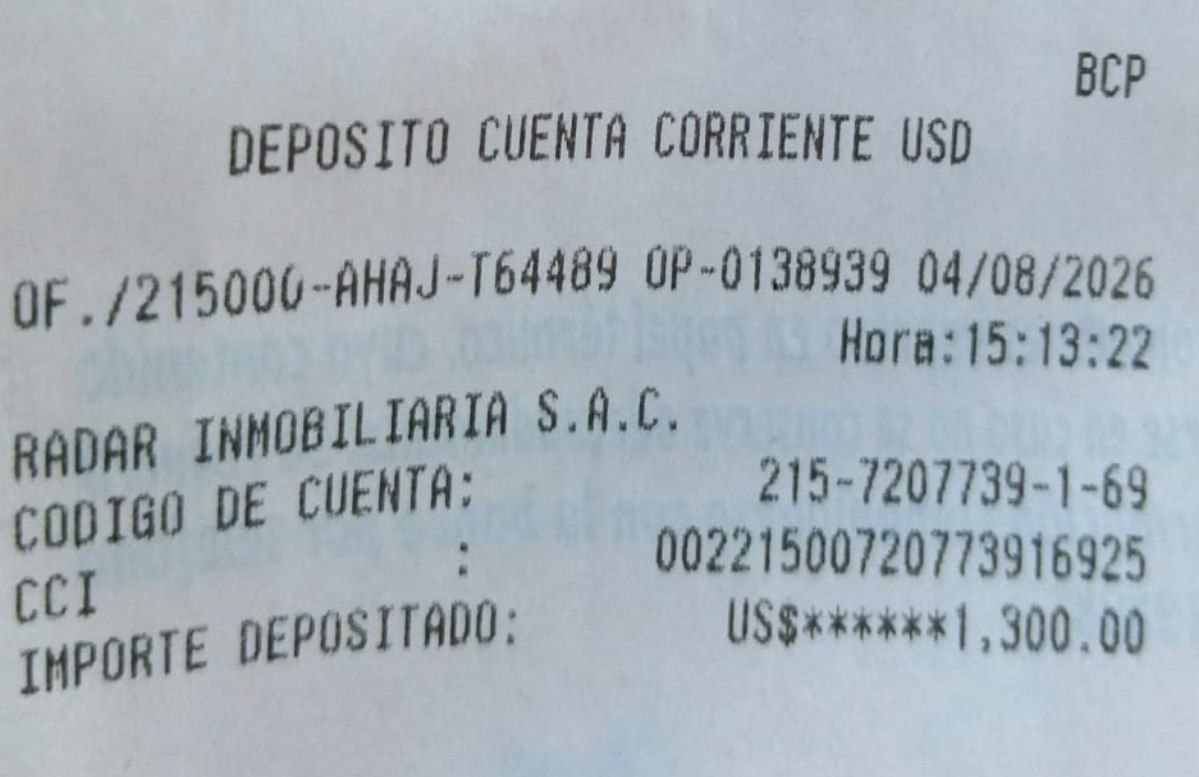 BCP
DEPOSITO CUENTA CORRIENTE USD
OF./215000-AHAJ-T64489 OP-0138939 04/08/2026
Hora:15:13:22
RADAR INMOBILIARIA S.A.C.
CODIGO DE CUENTA: 215-7207739-1-69
CCI : 00221500720773916925
IMPORTE DEPOSITADO: US$******1,300.00